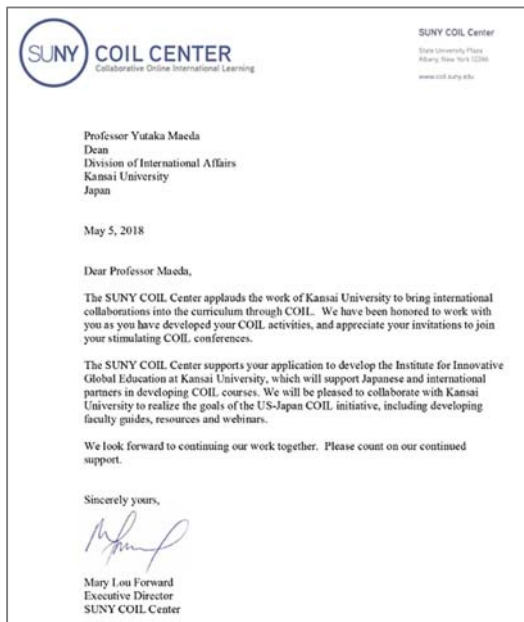 SUNY COIL CENTER
Collaborative Online International Learning
SUNY COIL Center
State University Plaza
Albany, New York 12246
www.coil.suny.edu
Professor Yutaka Maeda
Dean
Division of International Affairs
Kansai University
Japan
May 5, 2018
Dear Professor Maeda,
The SUNY COIL Center applauds the work of Kansai University to bring international
collaborations into the curriculum through COIL. We have been honored to work with
you as you have developed your COIL activities, and appreciate your invitations to join
your stimulating COIL conferences.
The SUNY COIL Center supports your application to develop the Institute for Innovative
Global Education at Kansai University, which will support Japanese and international
partners in developing COIL courses. We will be pleased to collaborate with Kansai
University to realize the goals of the US-Japan COIL initiative, including developing
faculty guides, resources and webinars.
We look forward to continuing our work together. Please count on our continued
support.
Sincerely yours,
Mary Lou Forward
Executive Director
SUNY COIL Center